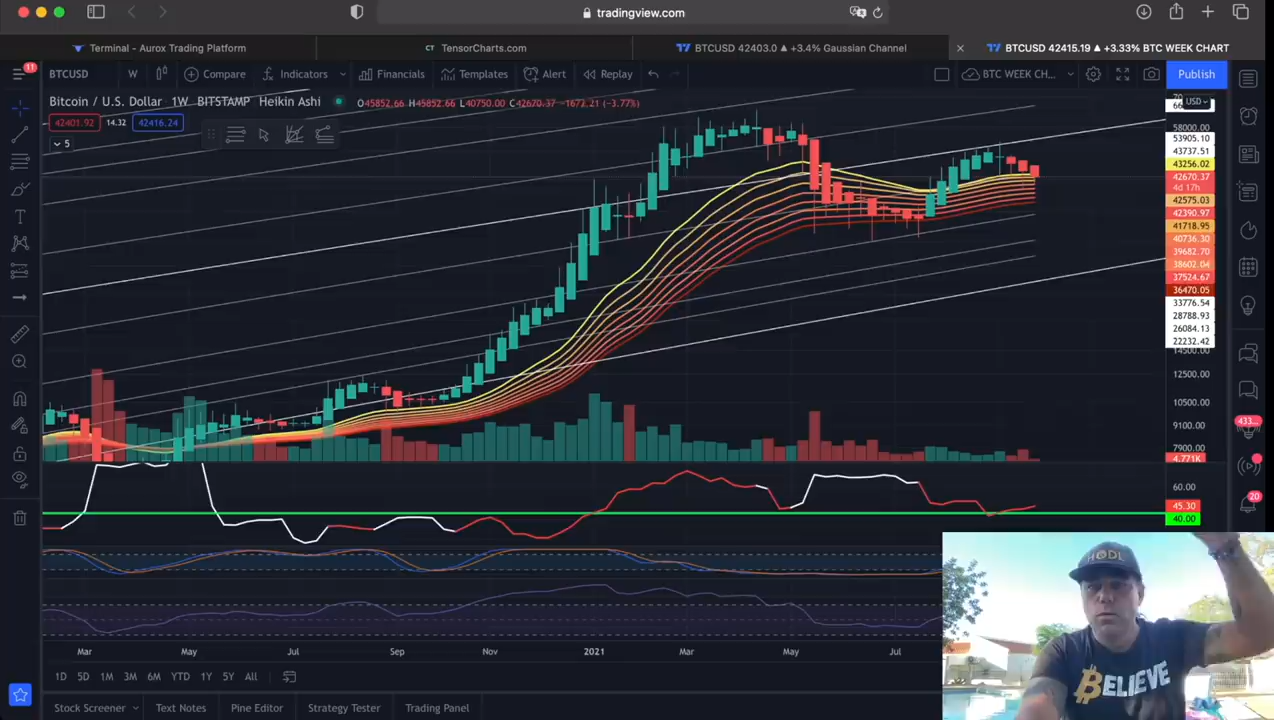 tradingview.com
Terminal - Aurox Trading Platform
CT TensorCharts.com
BTCUSD 42403.0 ▲ +3.4% Gaussian Channel
BTCUSD 42415.19 ▲ +3.33% BTC WEEK CHART
11
BTCUSD
W
Compare
Indicators
Financials
Templates
Alert
Replay
BTC WEEK CH...
Publish
Bitcoin / U.S. Dollar 1W BITSTAMP Heikin Ashi
O45852.66 H45852.66 L40750.00 C42670.37 −3.77%)
42401.92
14.32
42416.24
5
USD
58000.00
53905.10
43737.51
43256.02
42670.37
4d 17h
42575.03
42390.97
41718.95
40736.30
39682.70
38602.04
37524.67
36470.05
33776.54
28788.93
26084.13
22232.42
14500.00
12500.00
10500.00
9100.00
7900.00
4.771K
60.00
45.30
40.00
433...
20
HODL
BELIEVE
Mar
May
Jul
Sep
Nov
2021
Mar
May
Jul
1D
5D
1M
3M
6M
YTD
1Y
5Y
All
Stock Screener
Text Notes
Pine Editor
Strategy Tester
Trading Panel